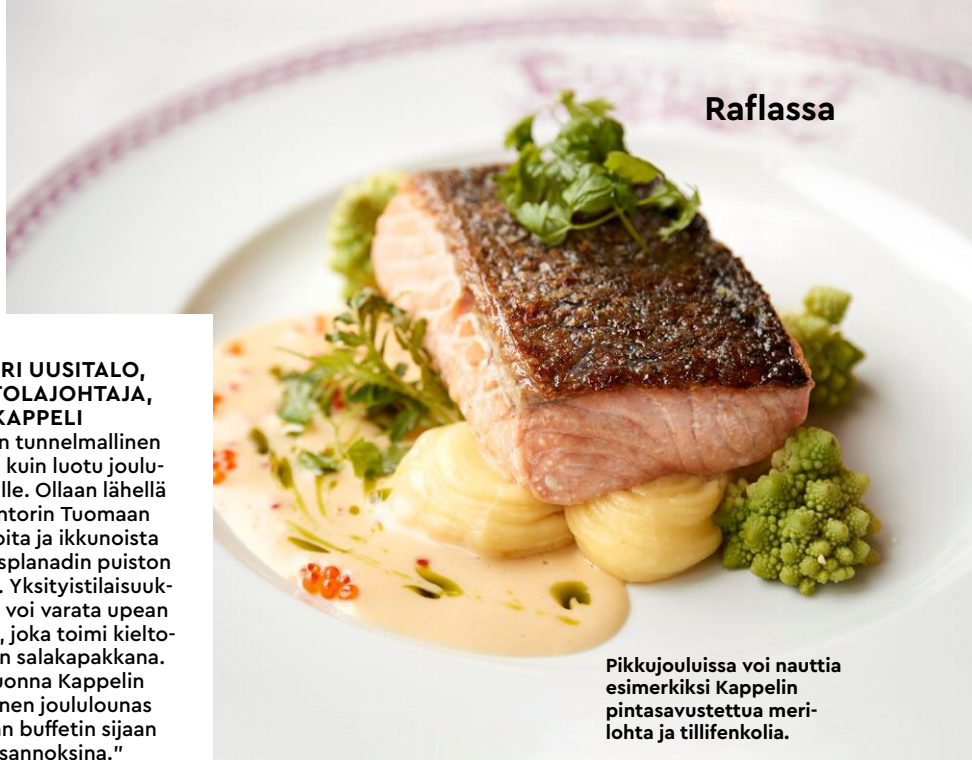 Raflassa
RI UUSITALO,
TOLAJOHTAJA,
KAPPELI
n tunnelmallinen
kuin luotu joulu-
lle. Ollaan lähellä
ntorin Tuomaan
oita ja ikkunoista
splanadin puiston
. Yksityistilaisuuk-
voi varata upean
, joka toimi kielto-
n salakapakkana.
uonna Kappelin
nen joululounas
n buffetin sijaan
sannoksina.”
Pikkujouluissa voi nauttia
esimerkiksi Kappelin
pintasavustettua meri-
lohta ja tillifenkolia.